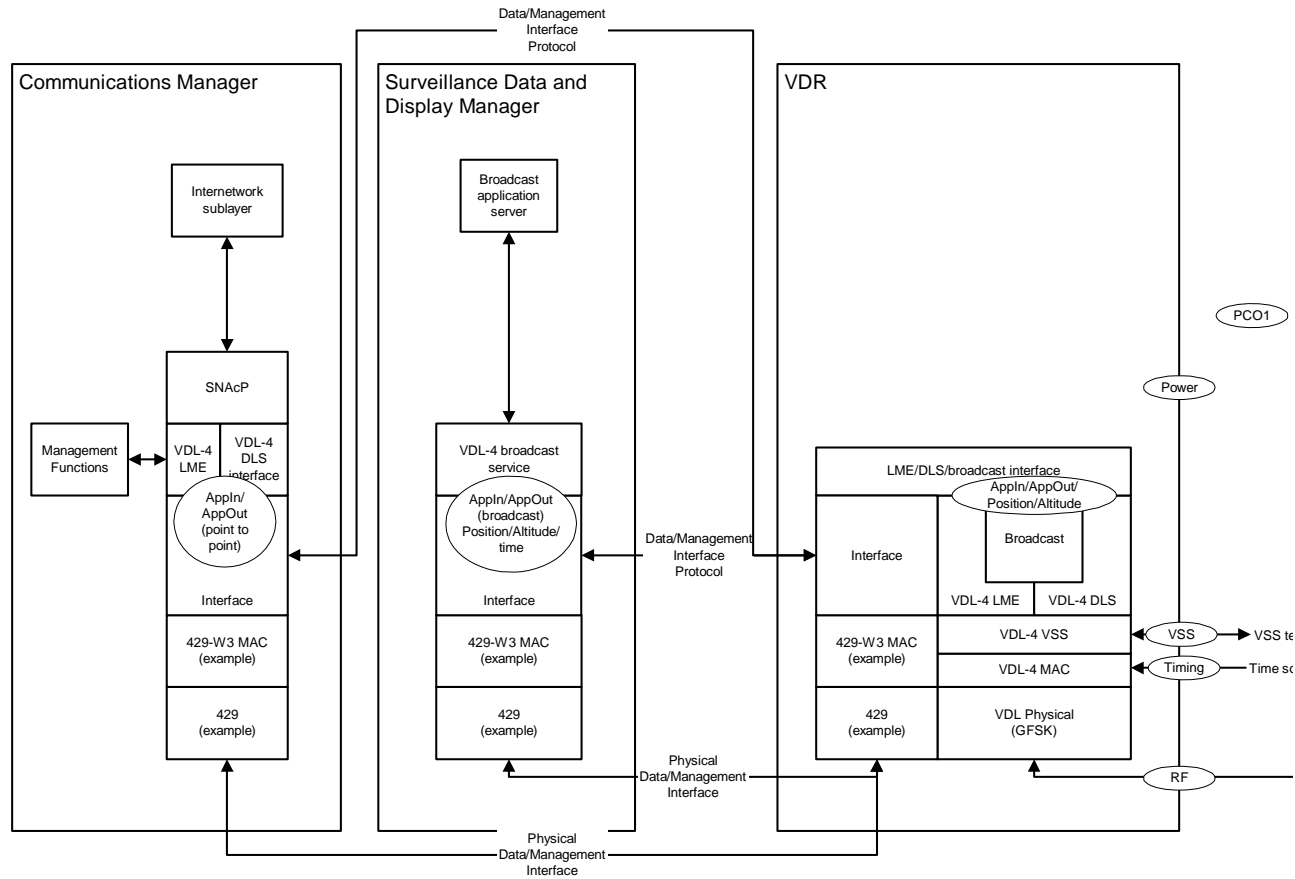 Data/Management
Interface
Protocol
Communications Manager
Surveillance Data and
Display Manager
VDR
Internetwork
sublayer
Broadcast
application
server
PCO1
SNAcP
Power
Management
Functions
VDL-4
LME
VDL-4
DLS
interface
VDL-4 broadcast
service
LME/DLS/broadcast interface
AppIn/
AppOut
(point to
point)
AppIn/AppOut
(broadcast)
Position/Altitude/
time
AppIn/AppOut/
Position/Altitude
Data/Management
Interface
Protocol
Interface
Broadcast
Interface
Interface
VDL-4 LME
VDL-4 DLS
429-W3 MAC
(example)
429-W3 MAC
(example)
429-W3 MAC
(example)
VDL-4 VSS
VSS
VSS te
VDL-4 MAC
Timing
Time so
429
(example)
429
(example)
429
(example)
VDL Physical
(GFSK)
Physical
Data/Management
Interface
RF
Physical
Data/Management
Interface